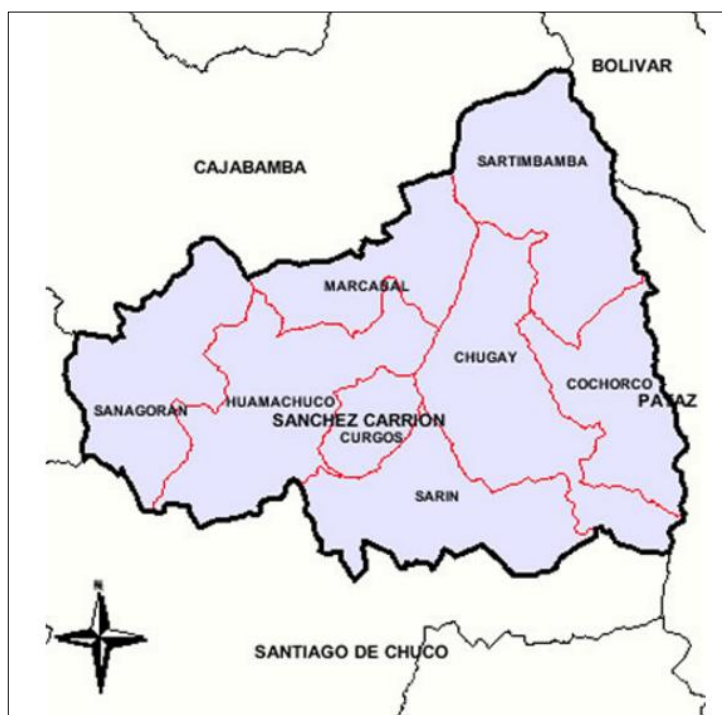 BOLIVAR
SARTIMBAMBA
CAJABAMBA
MARCABAL
CHUGAY
COCHORCO
HUAMACHUCO
PATAZ
SANAGORAN
SANCHEZ CARRION
CURGOS
SARIN
N
SANTIAGO DE CHUCO